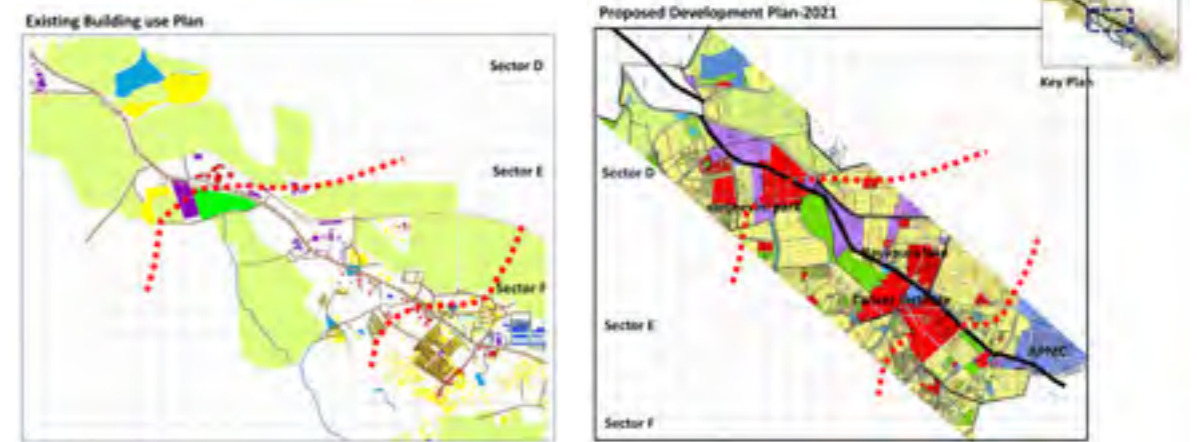 Existing Building use Plan
Sector D
Sector E
Sector F
Proposed Development Plan-2021
Key Plan
Sector D
Sector E
APMC
Sector F